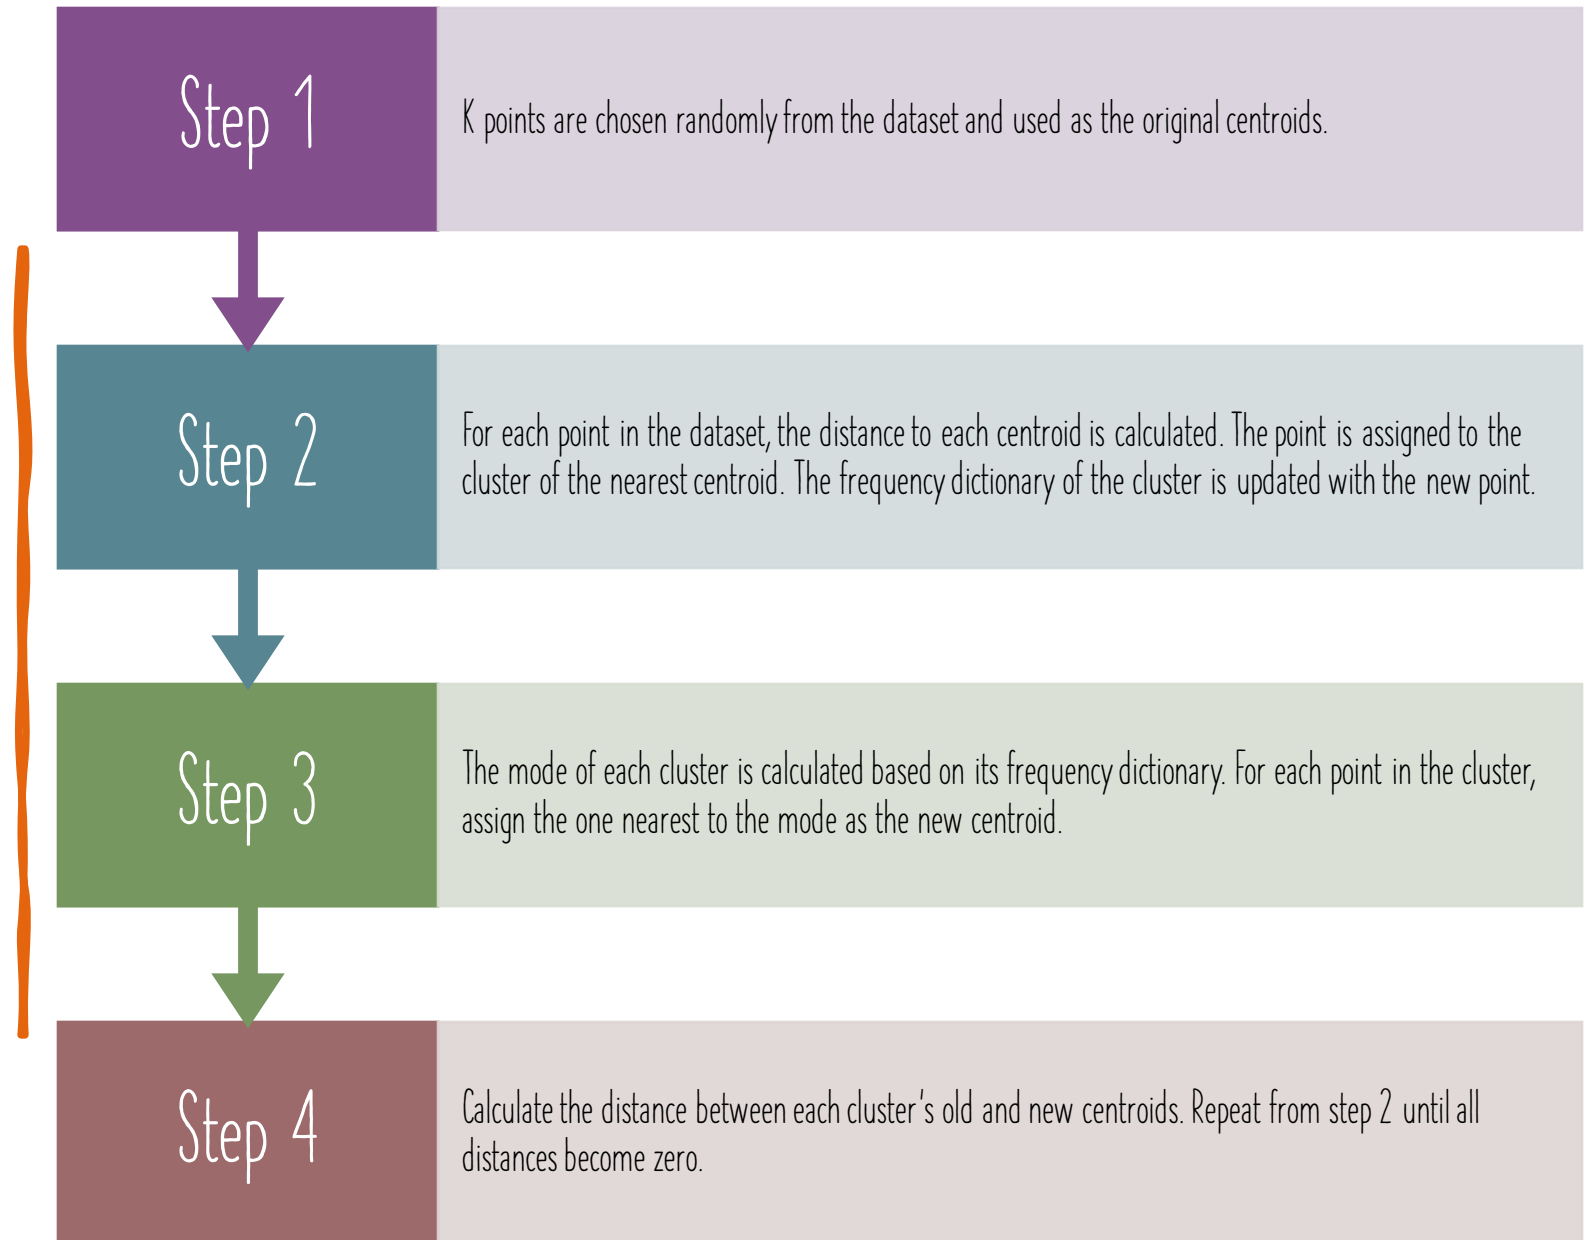 Step 1
K points are chosen randomly from the dataset and used as the original centroids.
Step 2
For each point in the dataset, the distance to each centroid is calculated. The point is assigned to the
cluster of the nearest centroid. The frequency dictionary of the cluster is updated with the new point.
Step 3
The mode of each cluster is calculated based on its frequency dictionary. For each point in the cluster,
assign the one nearest to the mode as the new centroid.
Step 4
Calculate the distance between each cluster's old and new centroids. Repeat from step 2 until all
distances become zero.